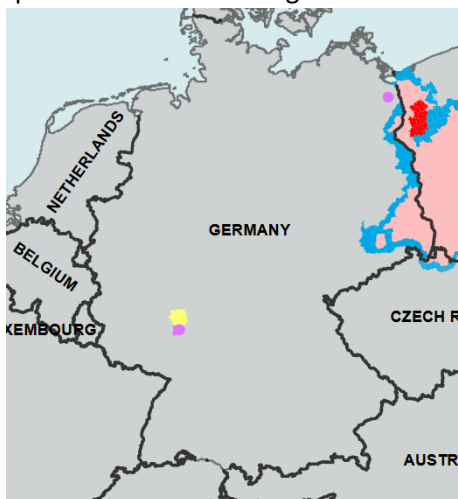 NETHERLANDS
GERMANY
BELGIUM
XEMBOURG
CZECH R
AUSTR